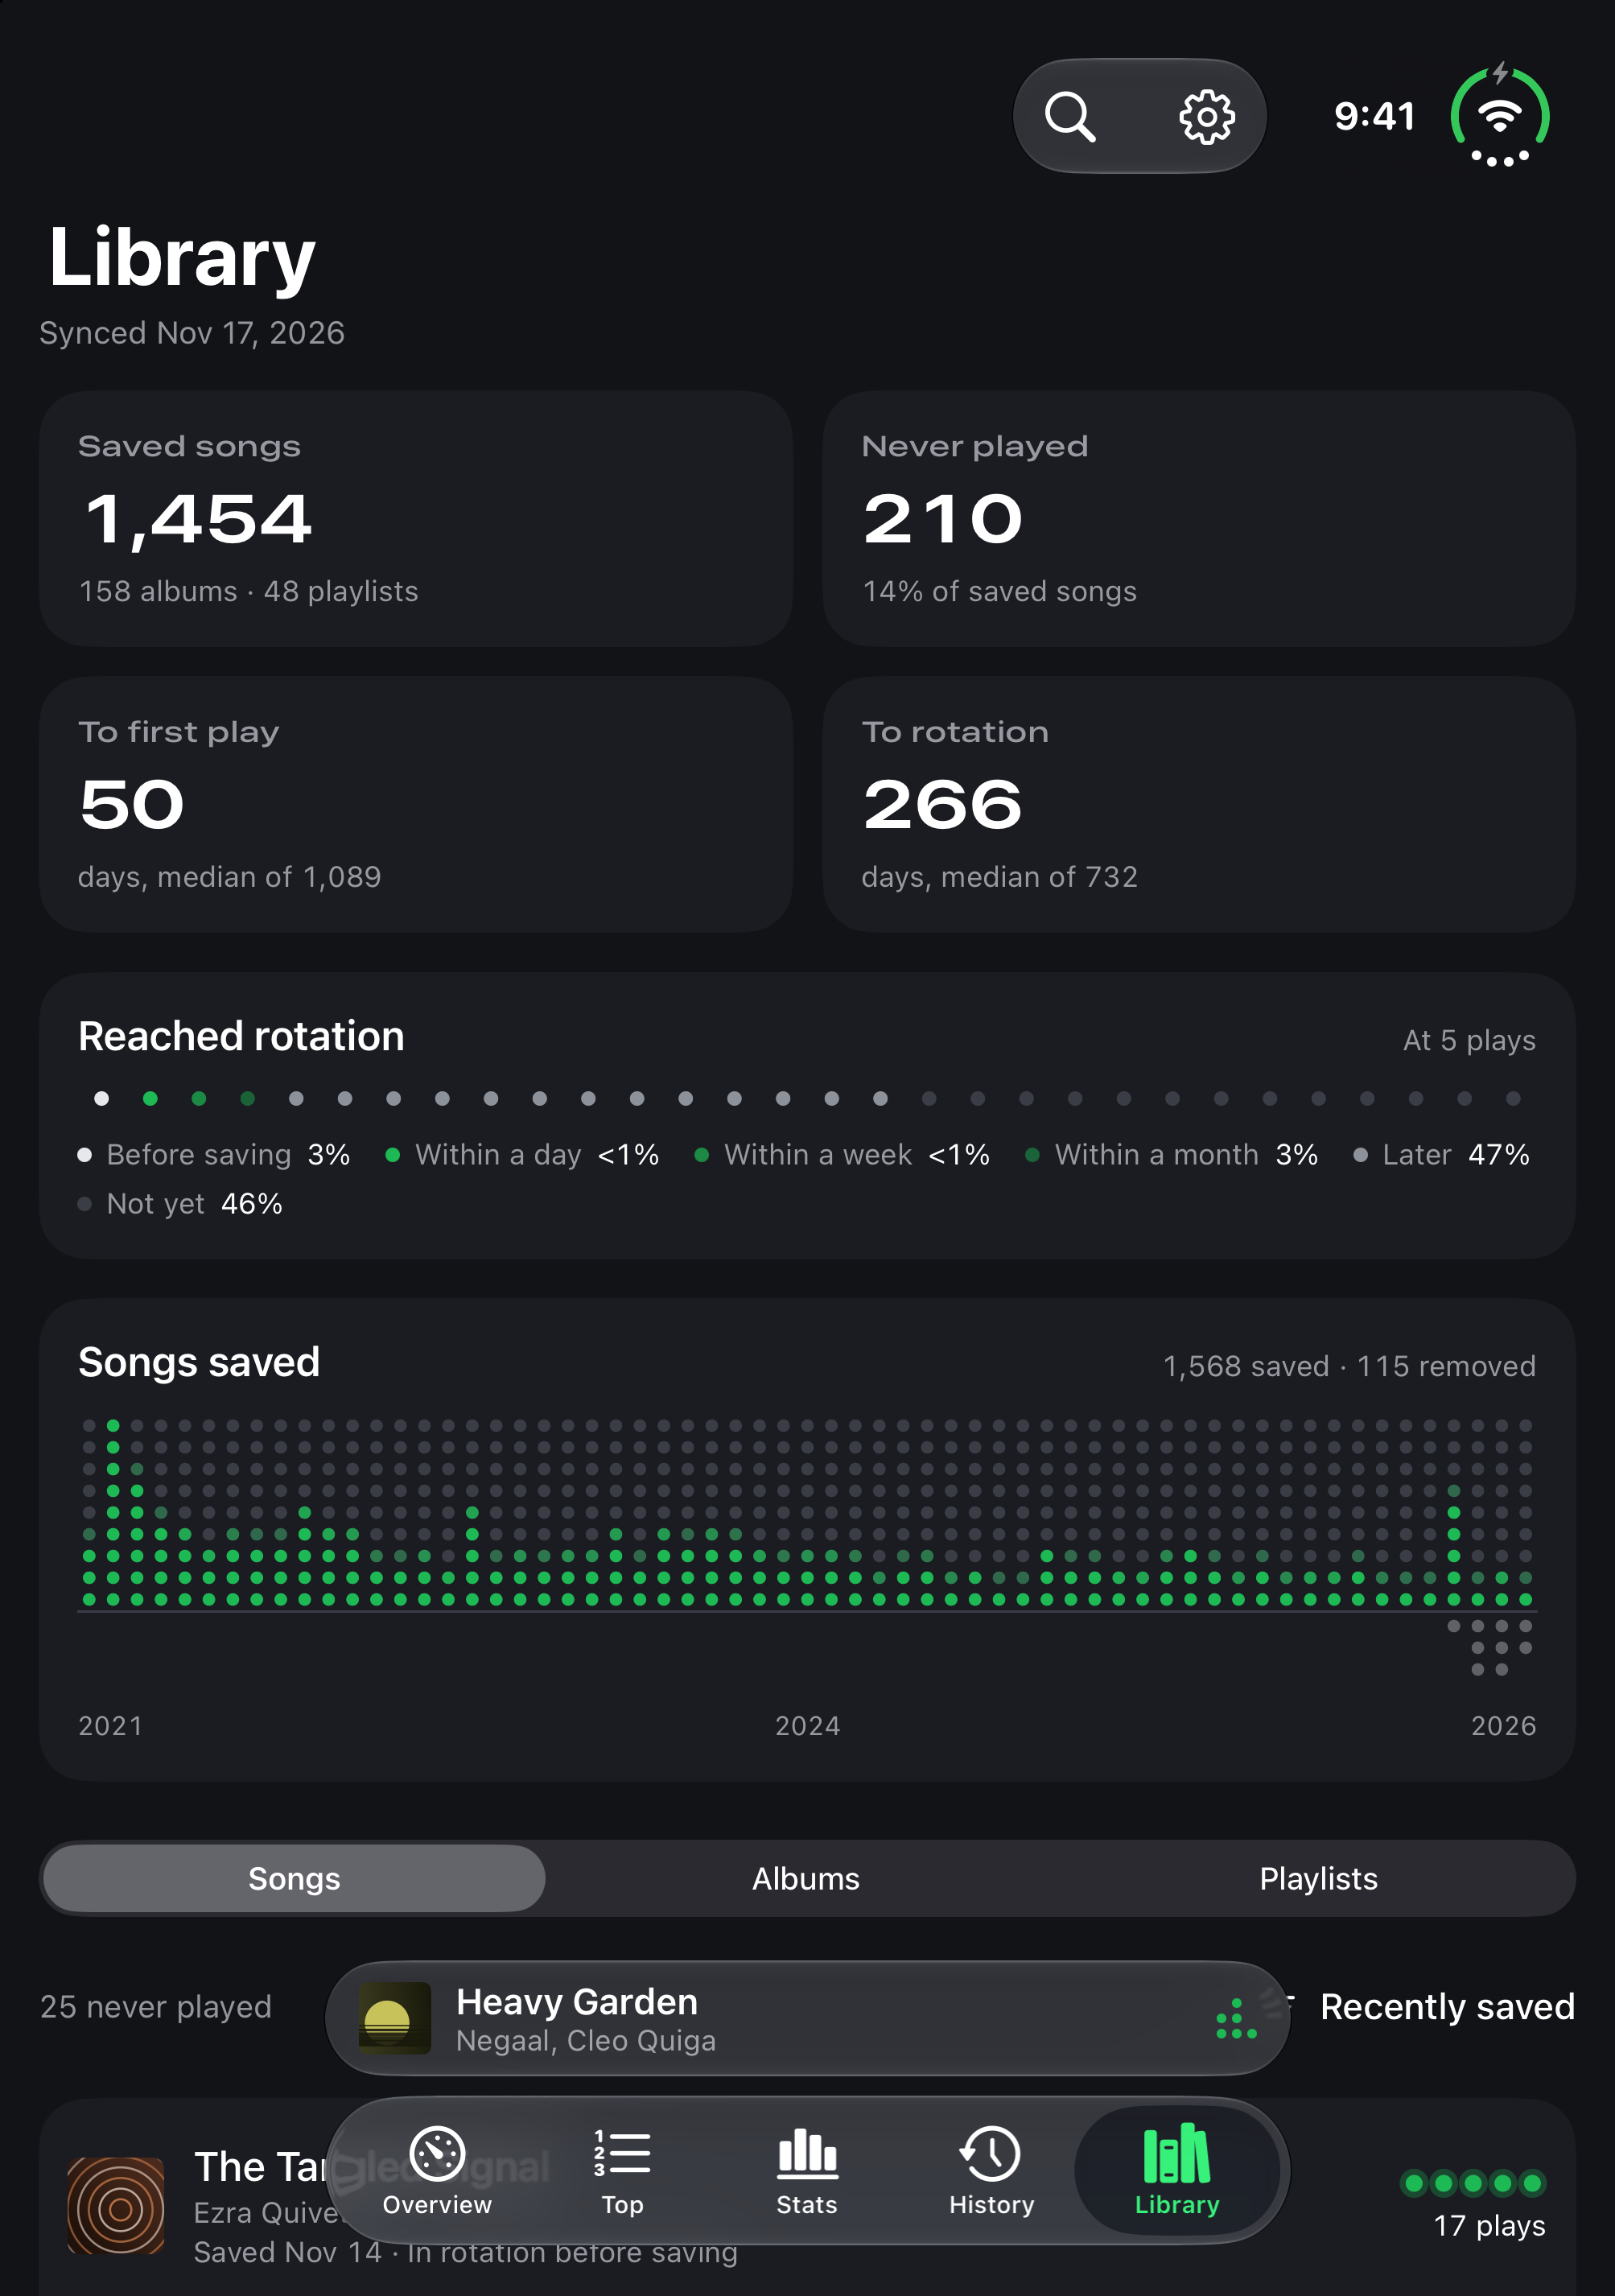 9:41
Library
Synced Nov 17, 2026
Saved songs
1,454
158 albums · 48 playlists
Never played
210
14% of saved songs
To first play
50
days, median of 1,089
To rotation
266
days, median of 732
Reached rotation
At 5 plays
Before saving 3% Within a day <1% Within a week <1% Within a month 3% Later 47%
Not yet 46%
Songs saved
1,568 saved · 115 removed
2021 2024 2026
Songs Albums Playlists
25 never played
Recently saved
Heavy Garden
Negaal, Cleo Quiga
The Tangled Signal
Ezra
17 plays
Saved Nov 14 · In rotation before saving
Overview Top Stats History Library